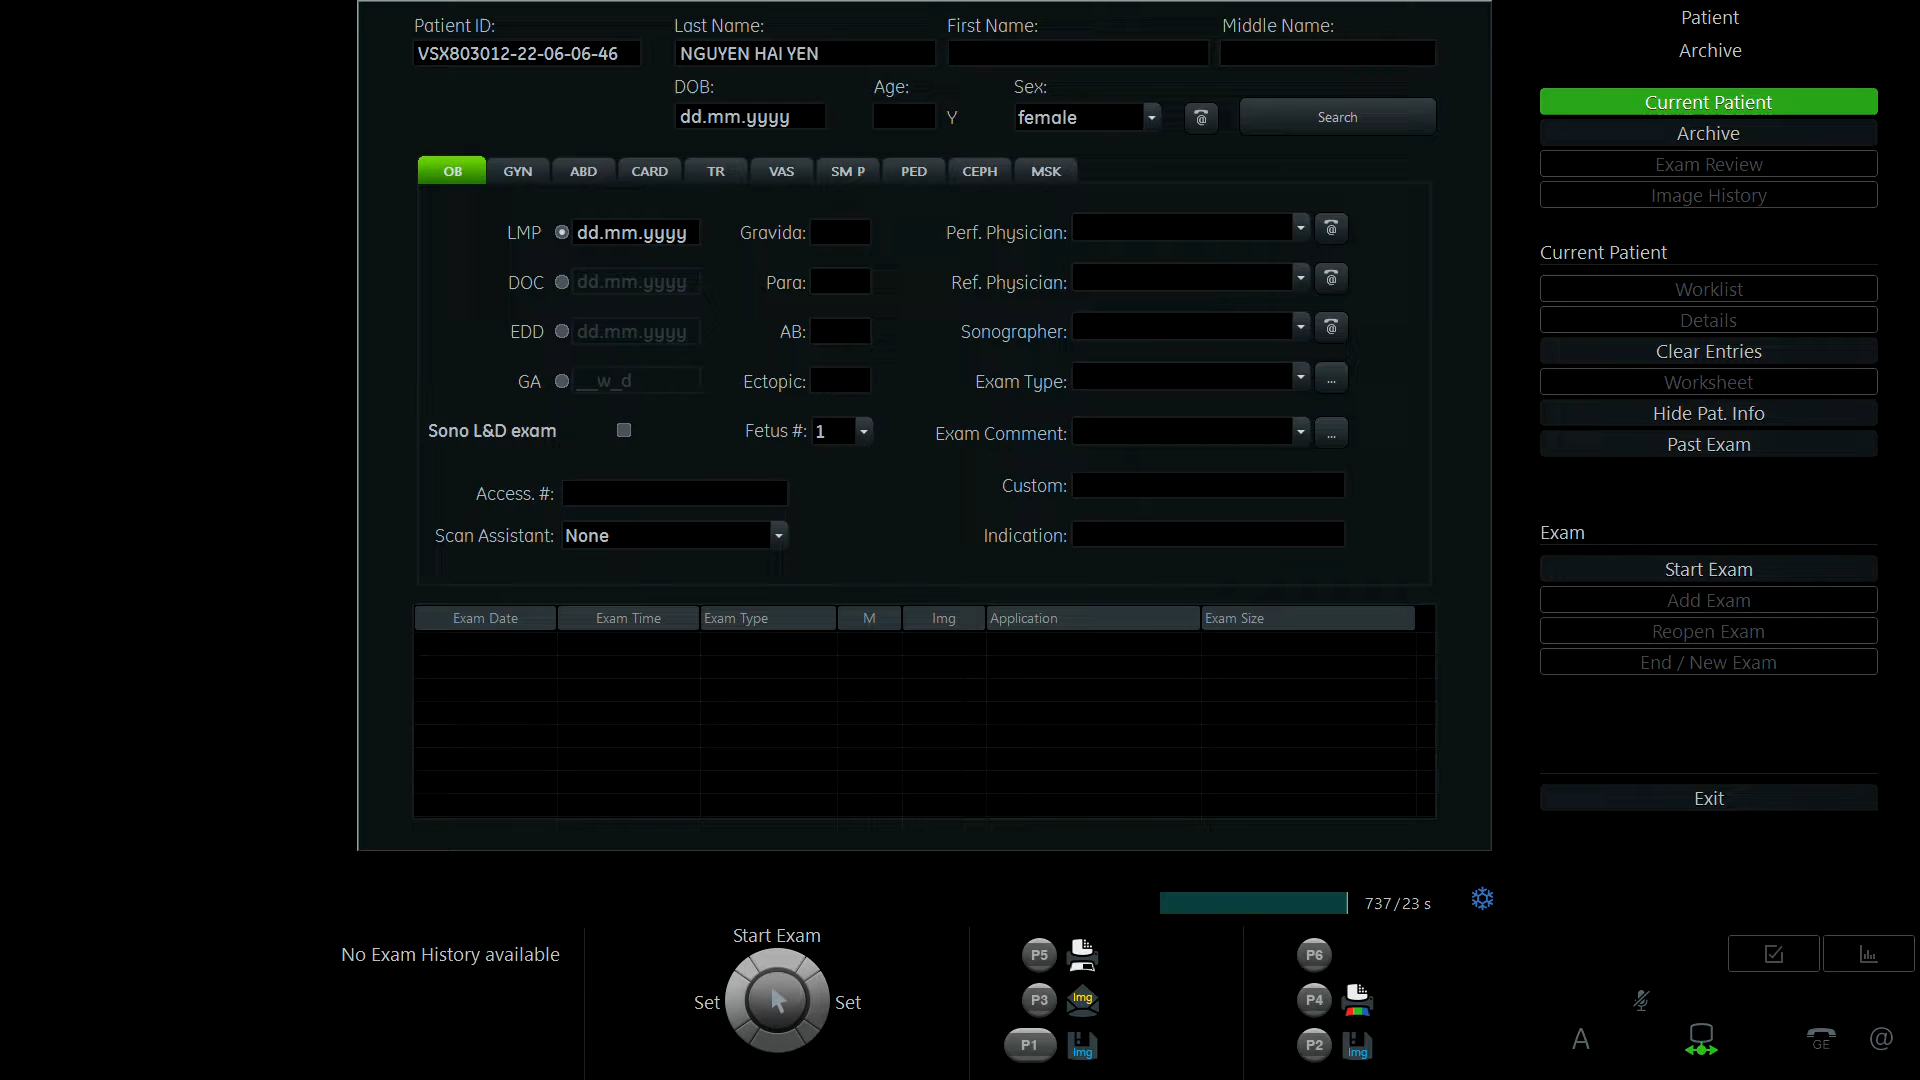 Patient ID: Last Name: First Name: Middle Name:
VSX803012-22-06-06-46 NGUYEN HAI YEN
DOB: Age: Sex:
dd.mm.yyyy Y female @ Search
OB GYN ABD CARD TR VAS SM P PED CEPH MSK
LMP dd.mm.yyyy Gravida: Perf. Physician: @
DOC dd.mm.yyyy Para: Ref. Physician: @
EDD dd.mm.yyyy AB: Sonographer: @
GA __w_d Ectopic: Exam Type: ...
Sono L&D exam Fetus #: 1 Exam Comment: ...
Access. #: Custom:
Scan Assistant: None Indication:
Exam Date Exam Time Exam Type M Img Application Exam Size
Patient
Archive
Current Patient
Archive
Exam Review
Image History
Current Patient
Worklist
Details
Clear Entries
Worksheet
Hide Pat. Info
Past Exam
Exam
Start Exam
Add Exam
Reopen Exam
End / New Exam
Exit
737/23 s
No Exam History available
Start Exam
Set Set
P5 P6
P3 Img P4
P1 Img P2 Img
A GE @